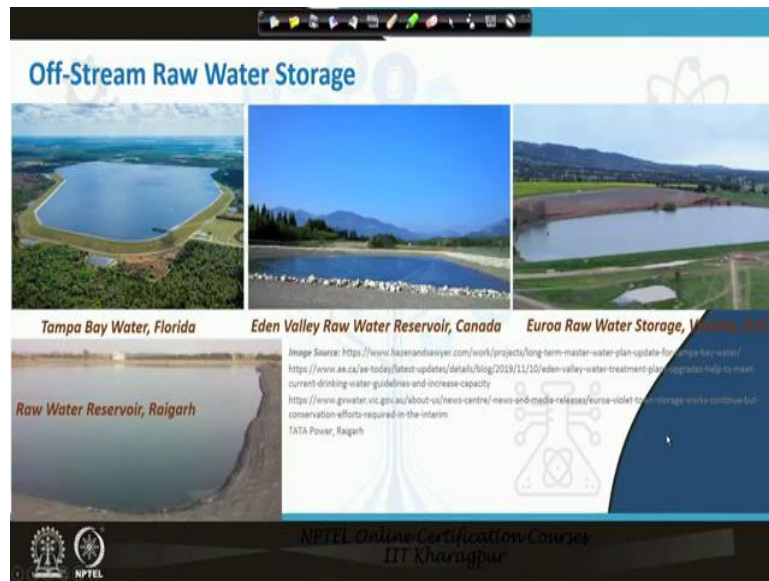 Off-Stream Raw Water Storage
Tampa Bay Water, Florida
Eden Valley Raw Water Reservoir, Canada
Euroa Raw Water Storage,
Raw Water Reservoir, Raigarh
Image Source: https://www.hazenandsawyer.com/work/projects/long-term-master-water-plan-update-for-tampa-bay-water/
https://www.ae.ca/ae-today/latest-updates/details/blog/2019/11/10/eden-valley-water-treatment-plant-upgrades-help-to-meet
current-drinking-water-guidelines-and-increase-capacity
https://www.gvwater.vic.gov.au/about-us/news-centre/-news-and-media-releases/euroa-violet-town-storage-works-continue-but-
conservation-efforts-required-in-the-interim
TATA Power, Raigarh
NPTEL Online Certification Courses
IIT Kharagpur
NPTEL